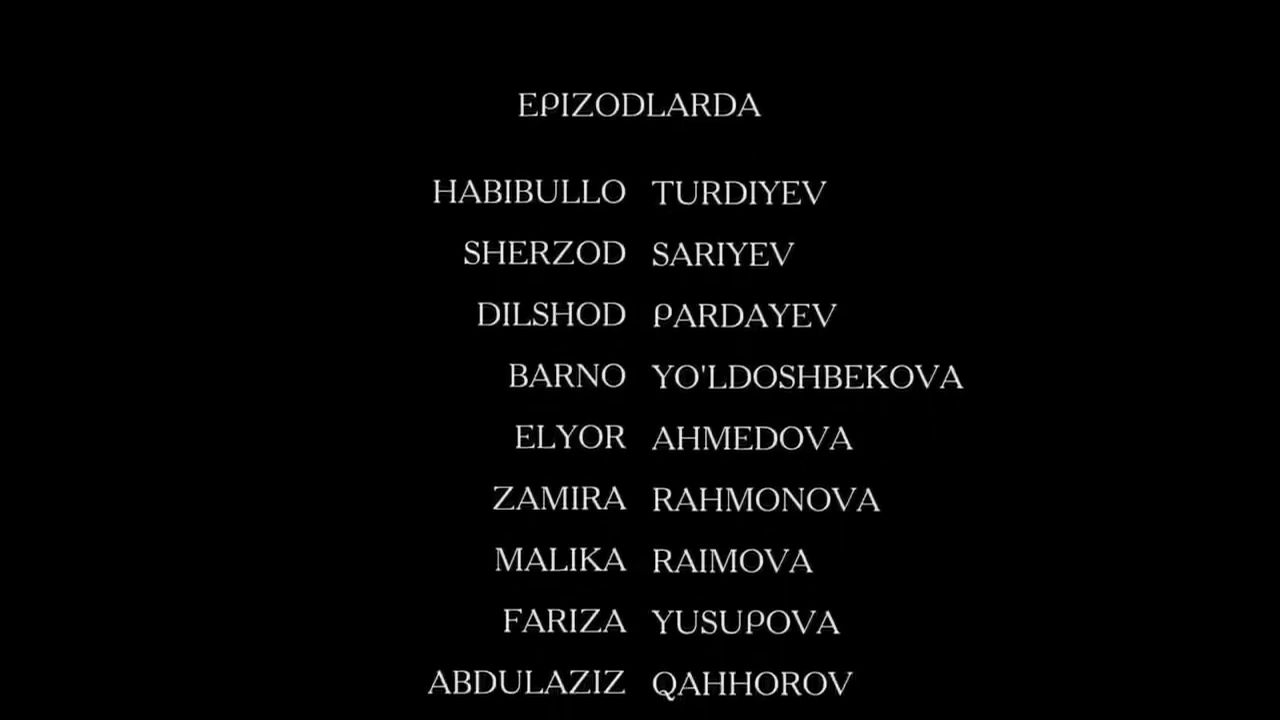 EPIZODLARDA
HABIBULLO TURDIYEV
SHERZOD SARIYEV
DILSHOD PARDAYEV
BARNO YO'LDOSHBEKOVA
ELYOR AHMEDOVA
ZAMIRA RAHMONOVA
MALIKA RAIMOVA
FARIZA YUSUPOVA
ABDULAZIZ QAHHOROV